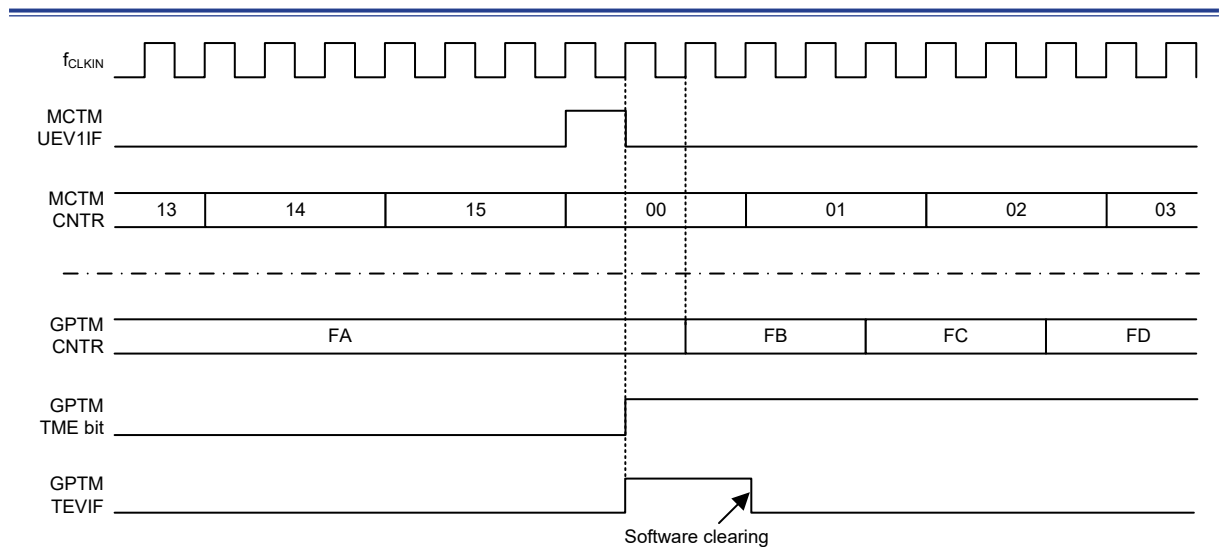 fCLKIN
MCTM
UEV1IF
MCTM
CNTR
13 14 15 00 01 02 03
GPTM
CNTR
FA FB FC FD
GPTM
TME bit
GPTM
TEVIF
Software clearing